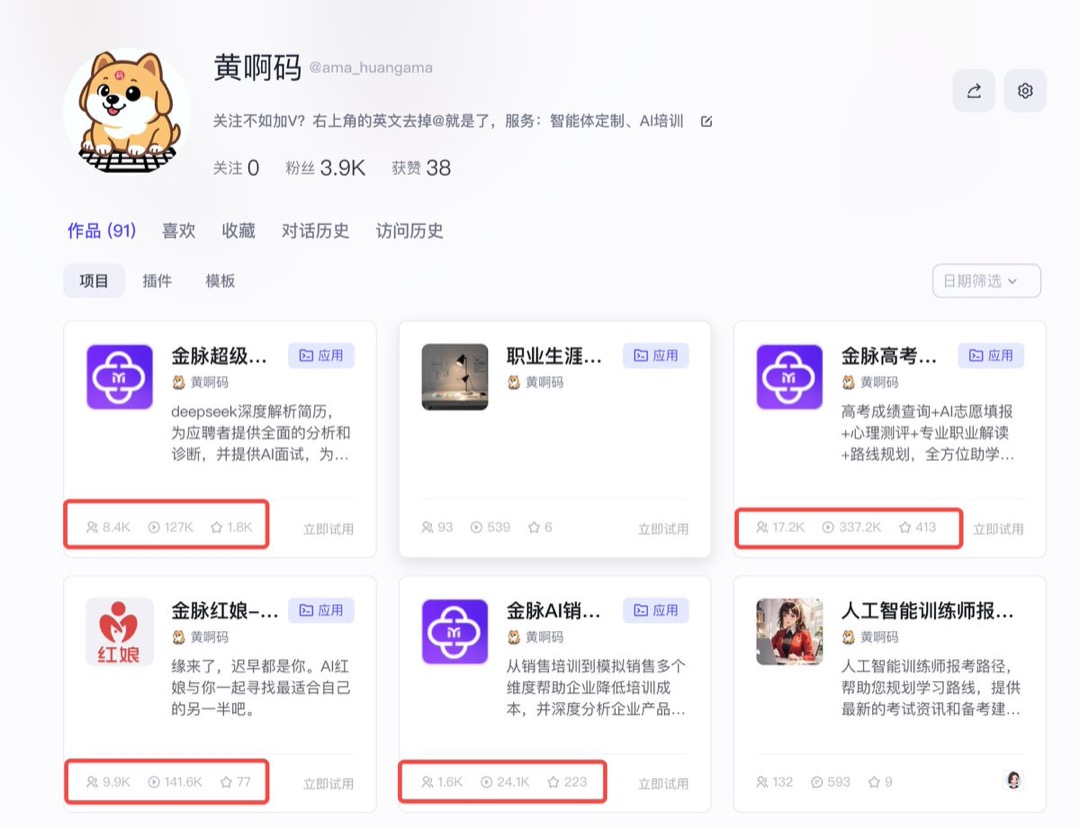 黄啊码 @ama_huangama
关注不如加V？右上角的英文去掉@就是了，服务：智能体定制、AI培训
关注 0 粉丝 3.9K 获赞 38
作品 (91) 喜欢 收藏 对话历史 访问历史
项目 插件 模板 日期筛选
金脉超级... 应用
黄啊码
deepseek深度解析简历，
为应聘者提供全面的分析和
诊断，并提供AI面试，为...
8.4K 127K 1.8K 立即试用
职业生涯... 应用
黄啊码
93 539 6 立即试用
金脉高考... 应用
黄啊码
高考成绩查询+AI志愿填报
+心理测评+专业职业解读
+路线规划，全方位助学...
17.2K 337.2K 413 立即试用
红娘
金脉红娘–... 应用
黄啊码
缘来了，迟早都是你。AI红
娘与你一起寻找最适合自己
的另一半吧。
9.9K 141.6K 77 立即试用
金脉AI销... 应用
黄啊码
从销售培训到模拟销售多个
维度帮助企业降低培训成
本，并深度分析企业产品...
1.6K 24.1K 223 立即试用
人工智能训练师报...
黄啊码
人工智能训练师报考路径，
帮助您规划学习路线，提供
最新的考试资讯和备考建...
132 593 9